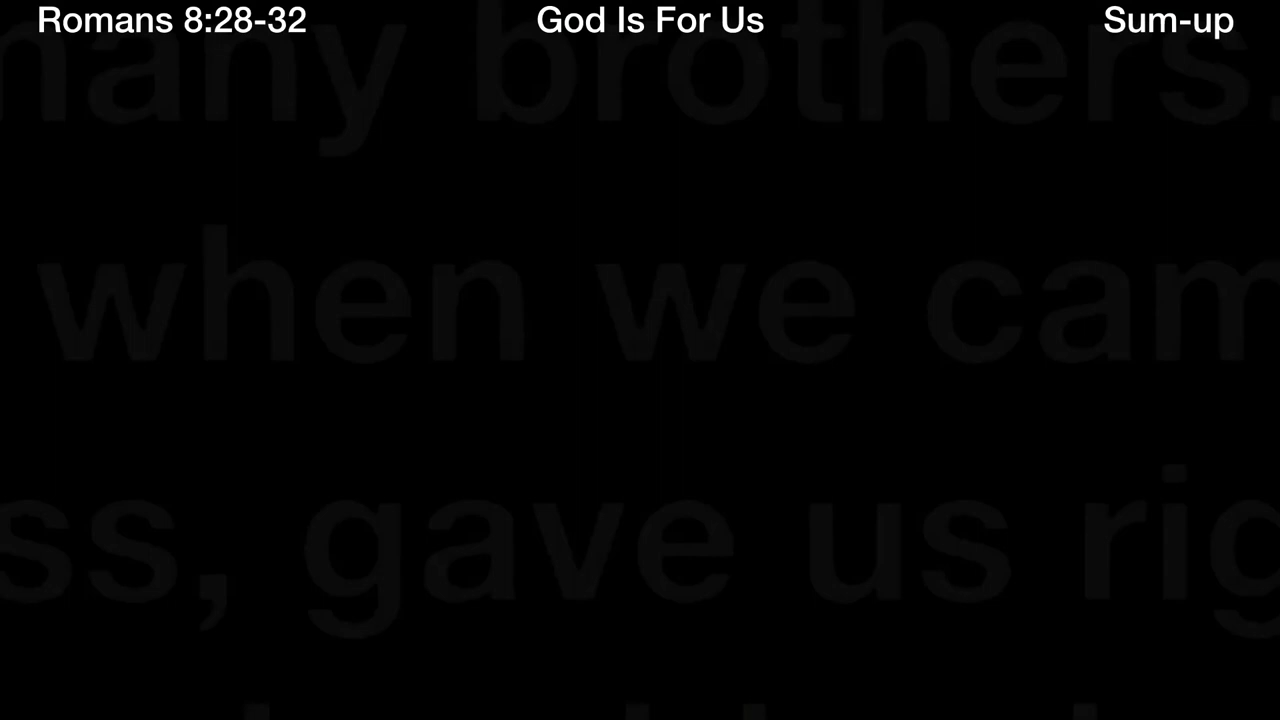 Romans 8:28-32 God Is For Us Sum-up
many brothers.
when we cam
ss, gave us rig